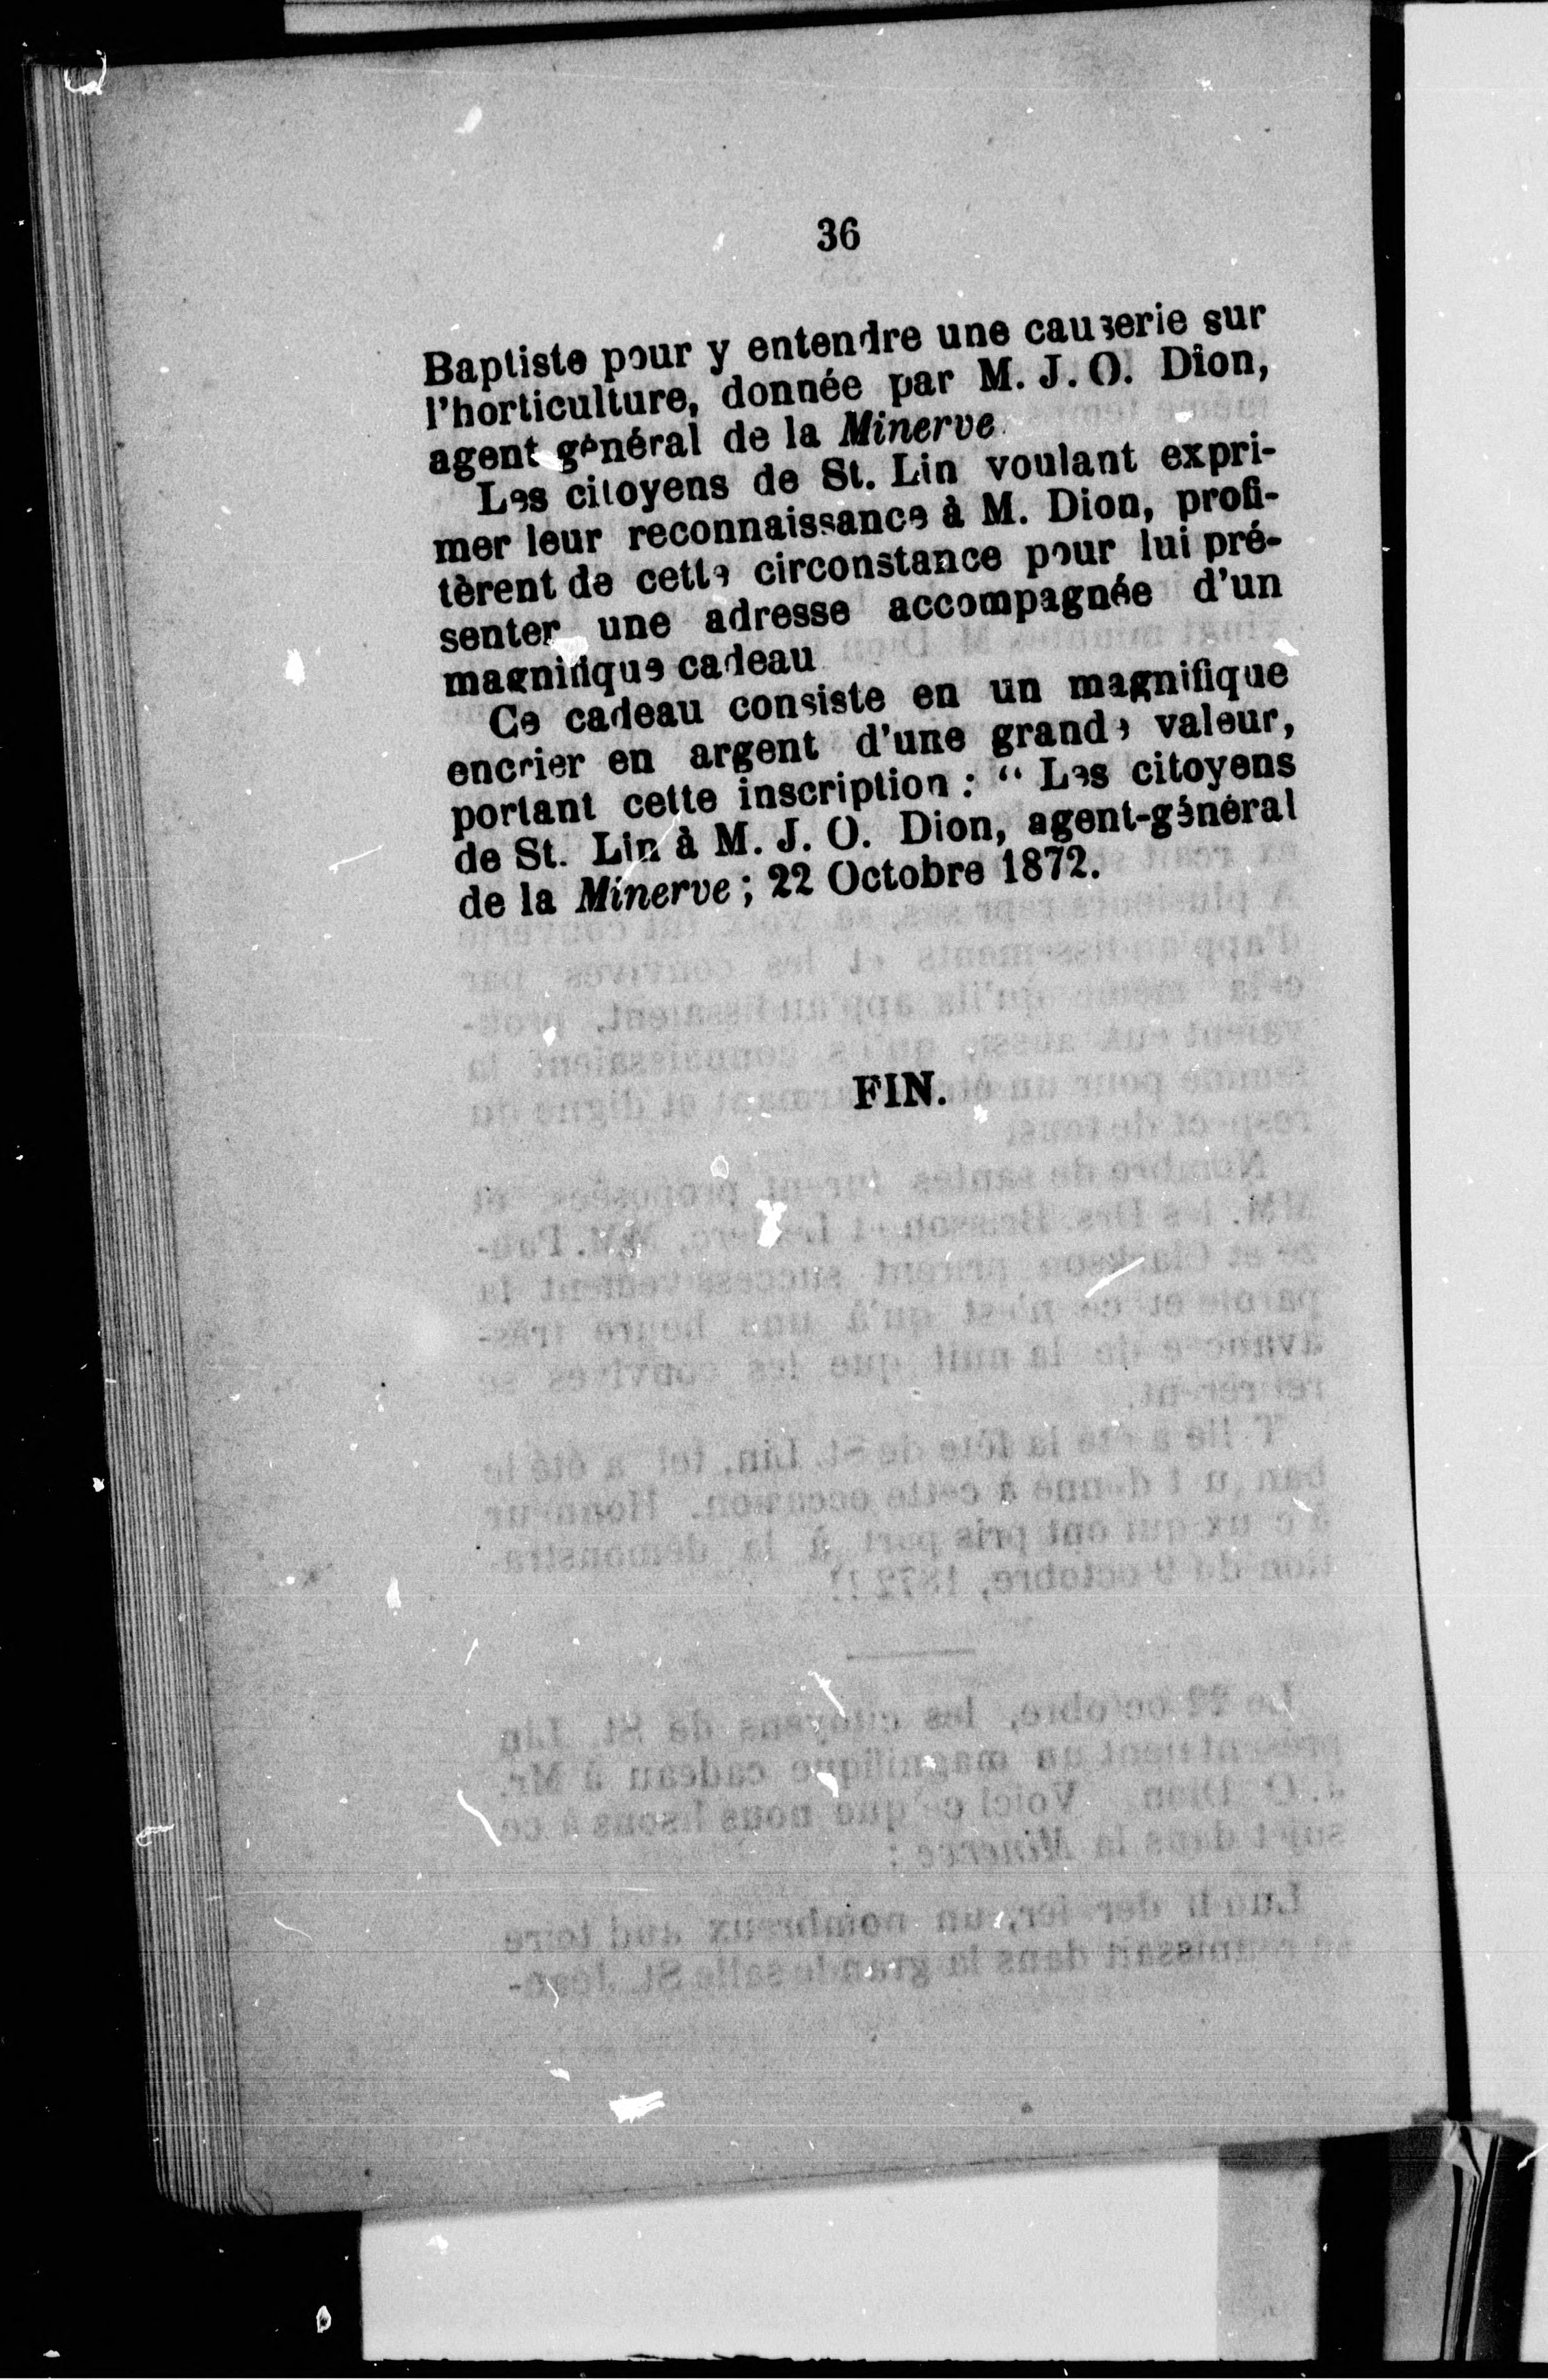 36
Baptiste pour y entendre une causerie sur
l'horticulture, donnée par M. J. O. Dion,
agent général de la Minerve.
Les citoyens de St. Lin voulant expri-
mer leur reconnaissance à M. Dion, profi-
tèrent de cette circonstance pour lui pré-
senter une adresse accompagnée d'un
magnifique cadeau
Ce cadeau consiste en un magnifique
encrier en argent d'une grande valeur,
portant cette inscription : “ Les citoyens
de St. Lin à M. J. O. Dion, agent-général
de la Minerve ; 22 Octobre 1872.
FIN.